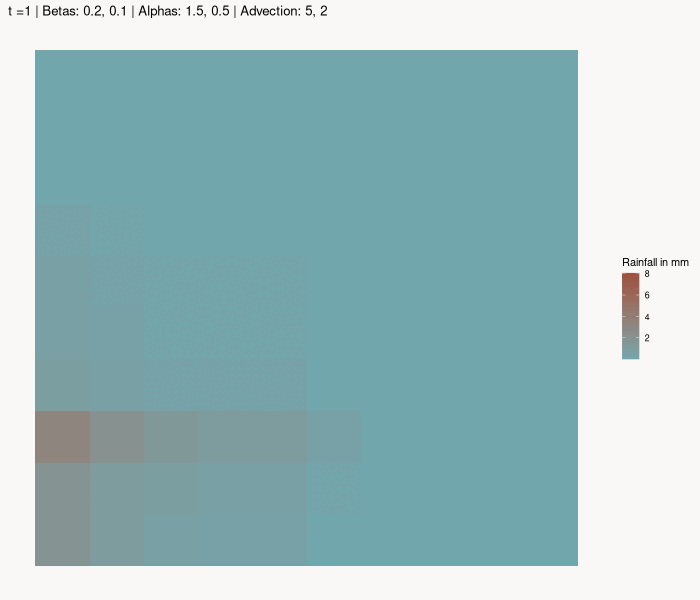 t =1 | Betas: 0.2, 0.1 | Alphas: 1.5, 0.5 | Advection: 5, 2
Rainfall in mm
8
6
4
2